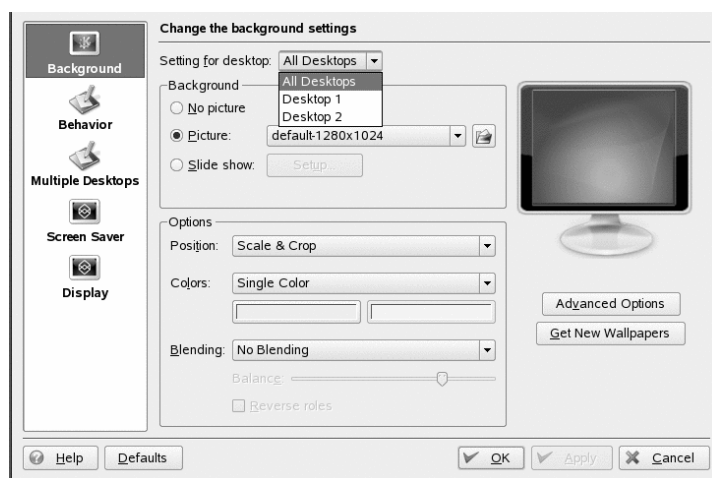 Change the background settings
Background
Behavior
Multiple Desktops
Screen Saver
Display
Setting for desktop: All Desktops
All Desktops
Desktop 1
Desktop 2
Background
No picture
Picture: default-1280x1024
Slide show: Setup...
Options
Position: Scale & Crop
Colors: Single Color
Blending: No Blending
Balance:
Reverse roles
Advanced Options
Get New Wallpapers
Help Defaults OK Apply Cancel